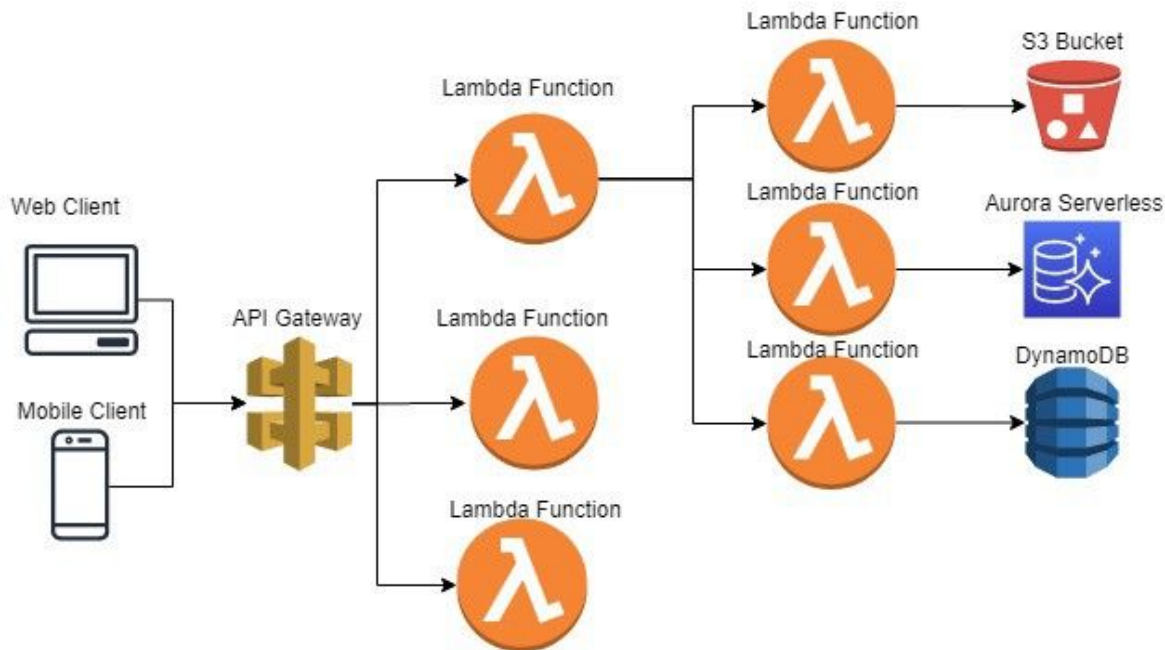 Web Client
Mobile Client
API Gateway
Lambda Function
Lambda Function
Lambda Function
Lambda Function
Lambda Function
Lambda Function
S3 Bucket
Aurora Serverless
DynamoDB